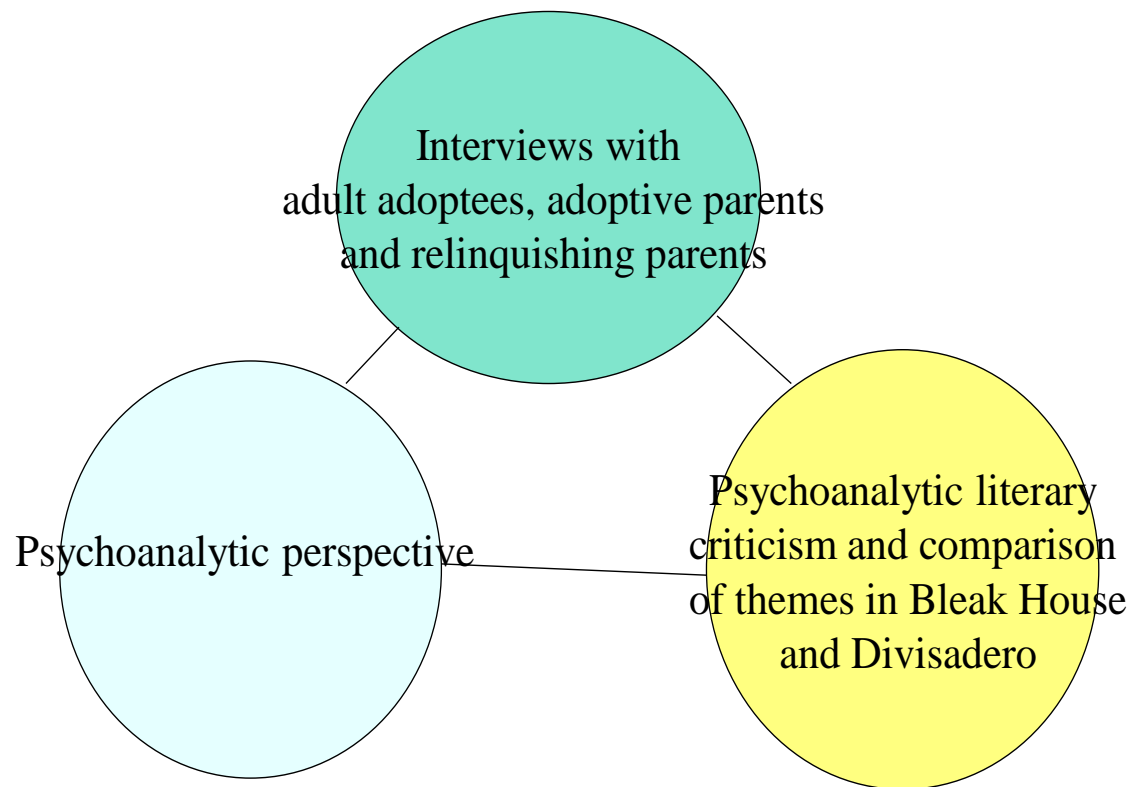 Interviews with
adult adoptees, adoptive parents
and relinquishing parents
Psychoanalytic perspective
Psychoanalytic literary
criticism and comparison
of themes in Bleak House
and Divisadero